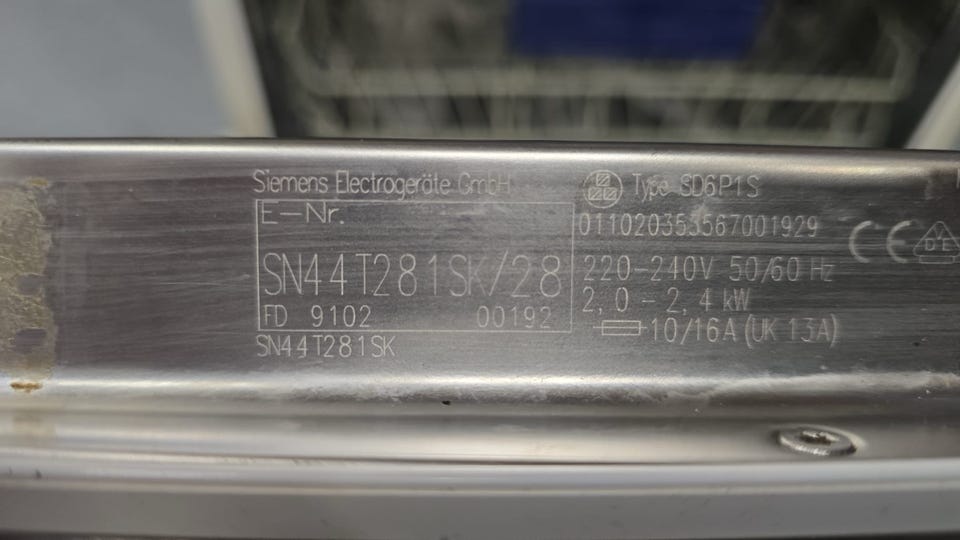 Siemens Electrogeräte GmbH
E-Nr.
SN44T281SK/28
FD 9102 00192
SN44T281SK
Type SD6P1S
011020353567001929
220-240V 50/60 Hz
2,0 - 2,4 kW
10/16A (UK 13A)
CE
D E